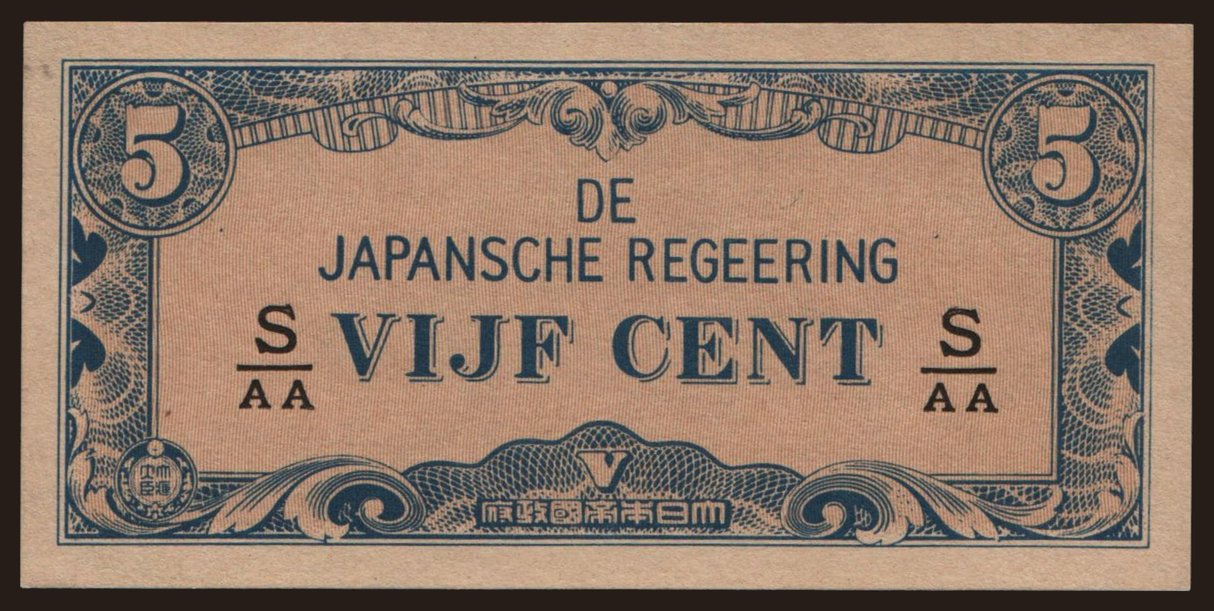 5 5
DE
JAPANSCHE REGEERING
S VIJF CENT S
AA AA
V
府政國帝本日大